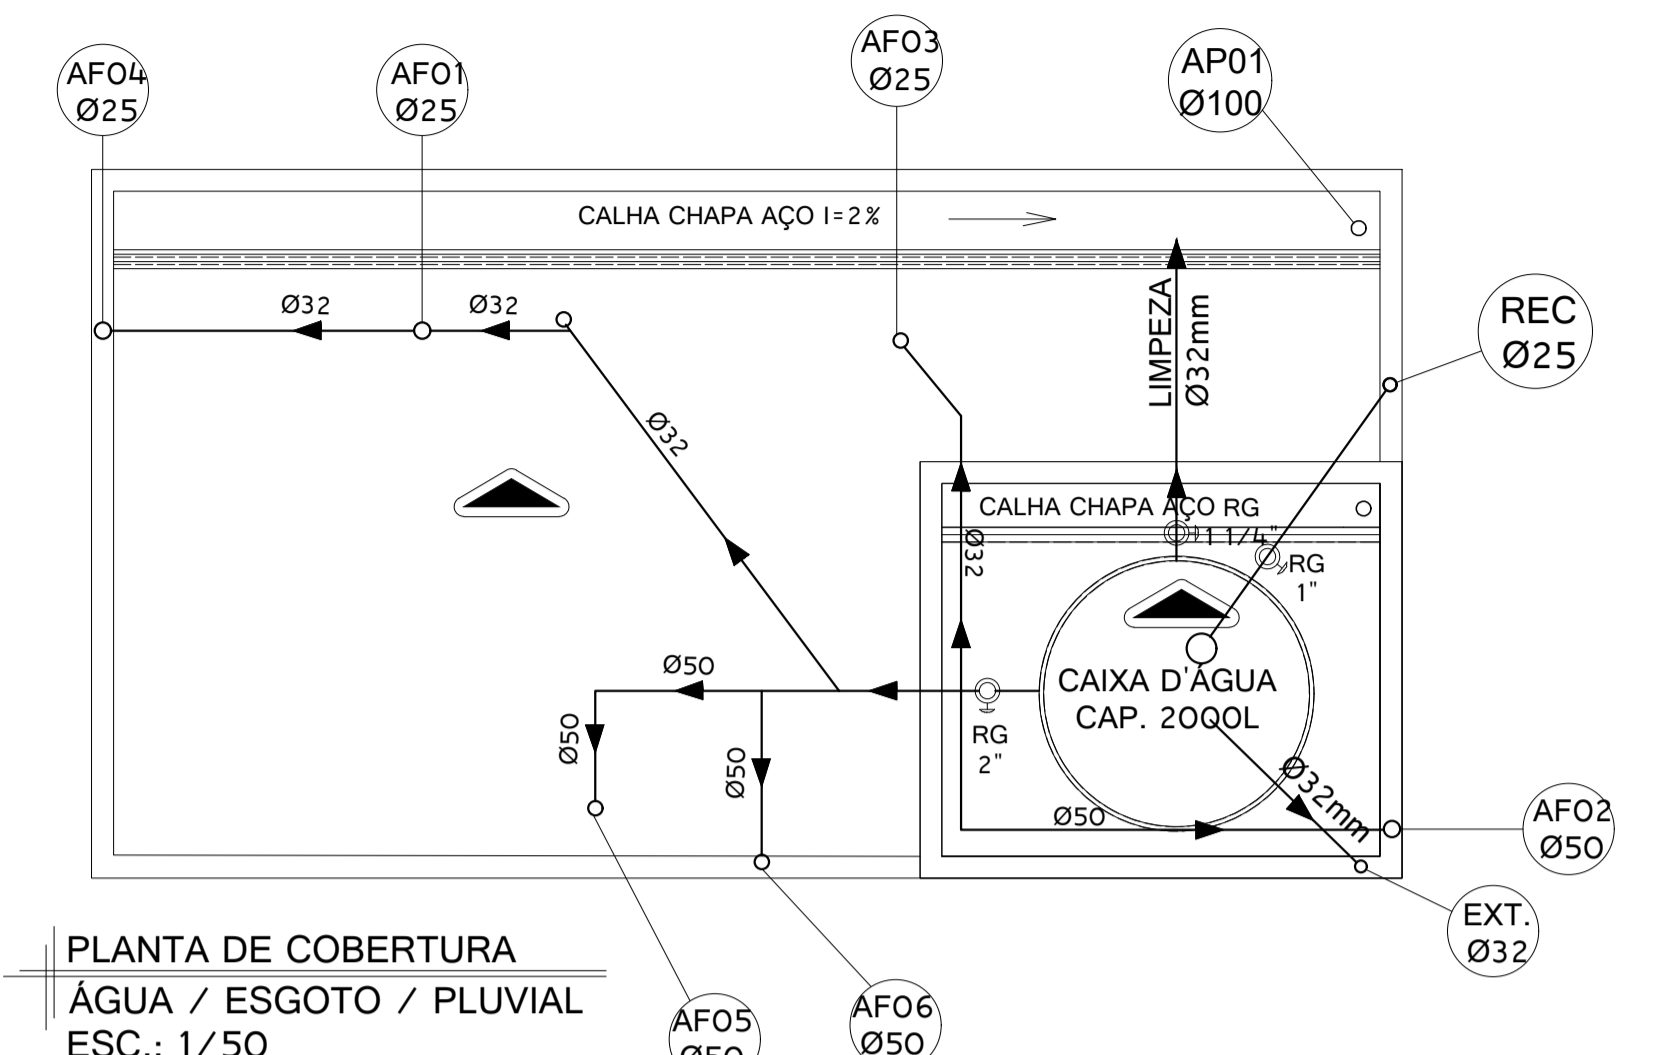 AF04
Ø25
AF01
Ø25
AF03
Ø25
AP01
Ø100
CALHA CHAPA AÇO I=2%
Ø32
Ø32
LIMPEZA
Ø32mm
REC
Ø25
Ø32
CALHA CHAPA AÇO
RG
1 1/4"
Ø32
RG
1"
Ø50
CAIXA D'ÁGUA
CAP. 2000L
RG
2"
Ø50
Ø50
Ø50
Ø32mm
AF02
Ø50
EXT.
Ø32
PLANTA DE COBERTURA
ÁGUA / ESGOTO / PLUVIAL
ESC.: 1/50
AF05
Ø50
AF06
Ø50